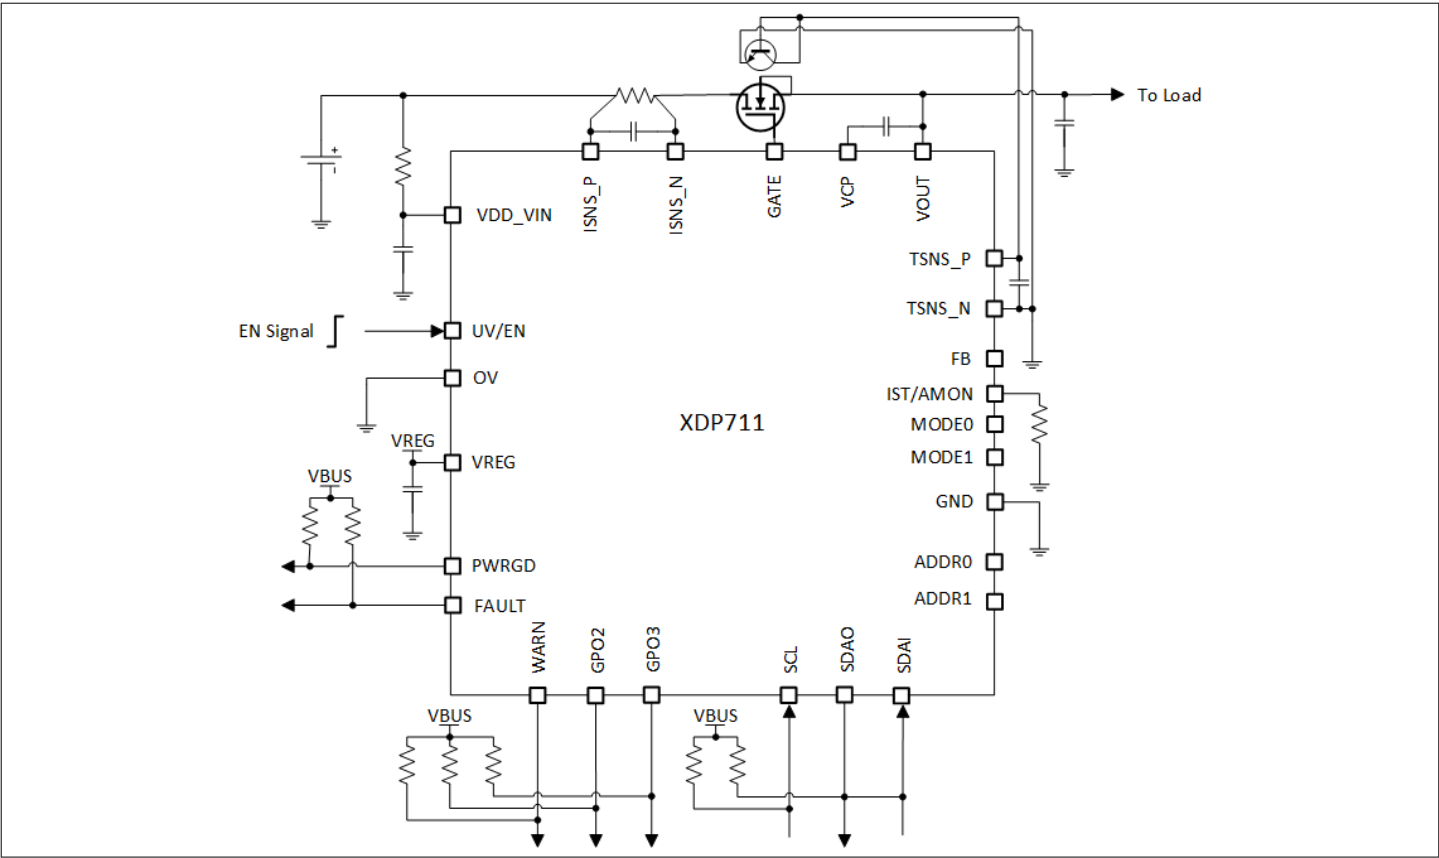 To Load
+
ISNS_P
ISNS_N
GATE
VCP
VOUT
VDD_VIN
TSNS_P
TSNS_N
EN Signal
UV/EN
FB
OV
IST/AMON
XDP711
MODE0
VREG
VREG
MODE1
VBUS
GND
PWRGD
ADDR0
FAULT
ADDR1
WARN
GPO2
GPO3
SCL
SDAO
SDAI
VBUS
VBUS